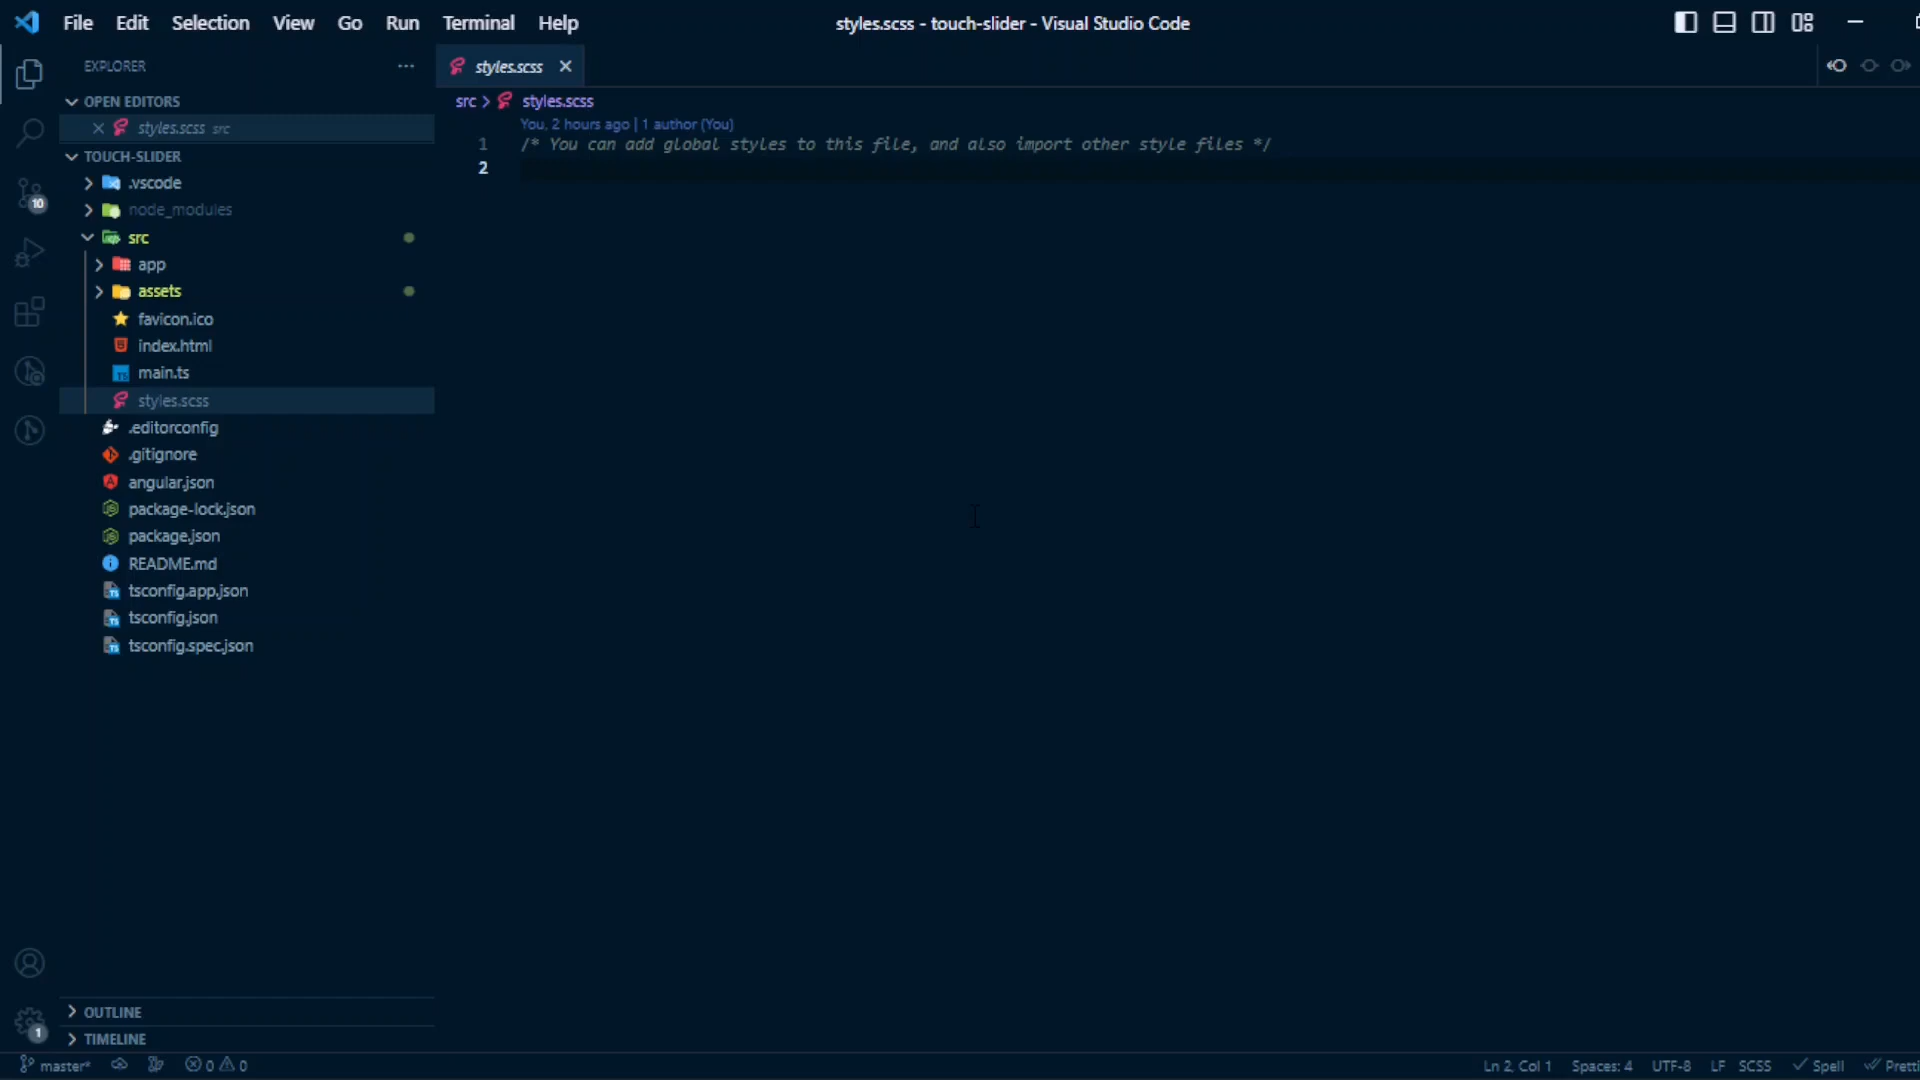 File Edit Selection View Go Run Terminal Help
styles.scss - touch-slider - Visual Studio Code
EXPLORER
OPEN EDITORS
styles.scss src
TOUCH-SLIDER
.vscode
node_modules
src
app
assets
favicon.ico
index.html
main.ts
styles.scss
.editorconfig
.gitignore
angular.json
package-lock.json
package.json
README.md
tsconfig.app.json
tsconfig.json
tsconfig.spec.json
OUTLINE
TIMELINE
10
1
styles.scss
src > styles.scss
You, 2 hours ago | 1 author (You)
1 /* You can add global styles to this file, and also import other style files */
2
master* 0 0
Ln 2, Col 1 Spaces: 4 UTF-8 LF SCSS Spell Pretti